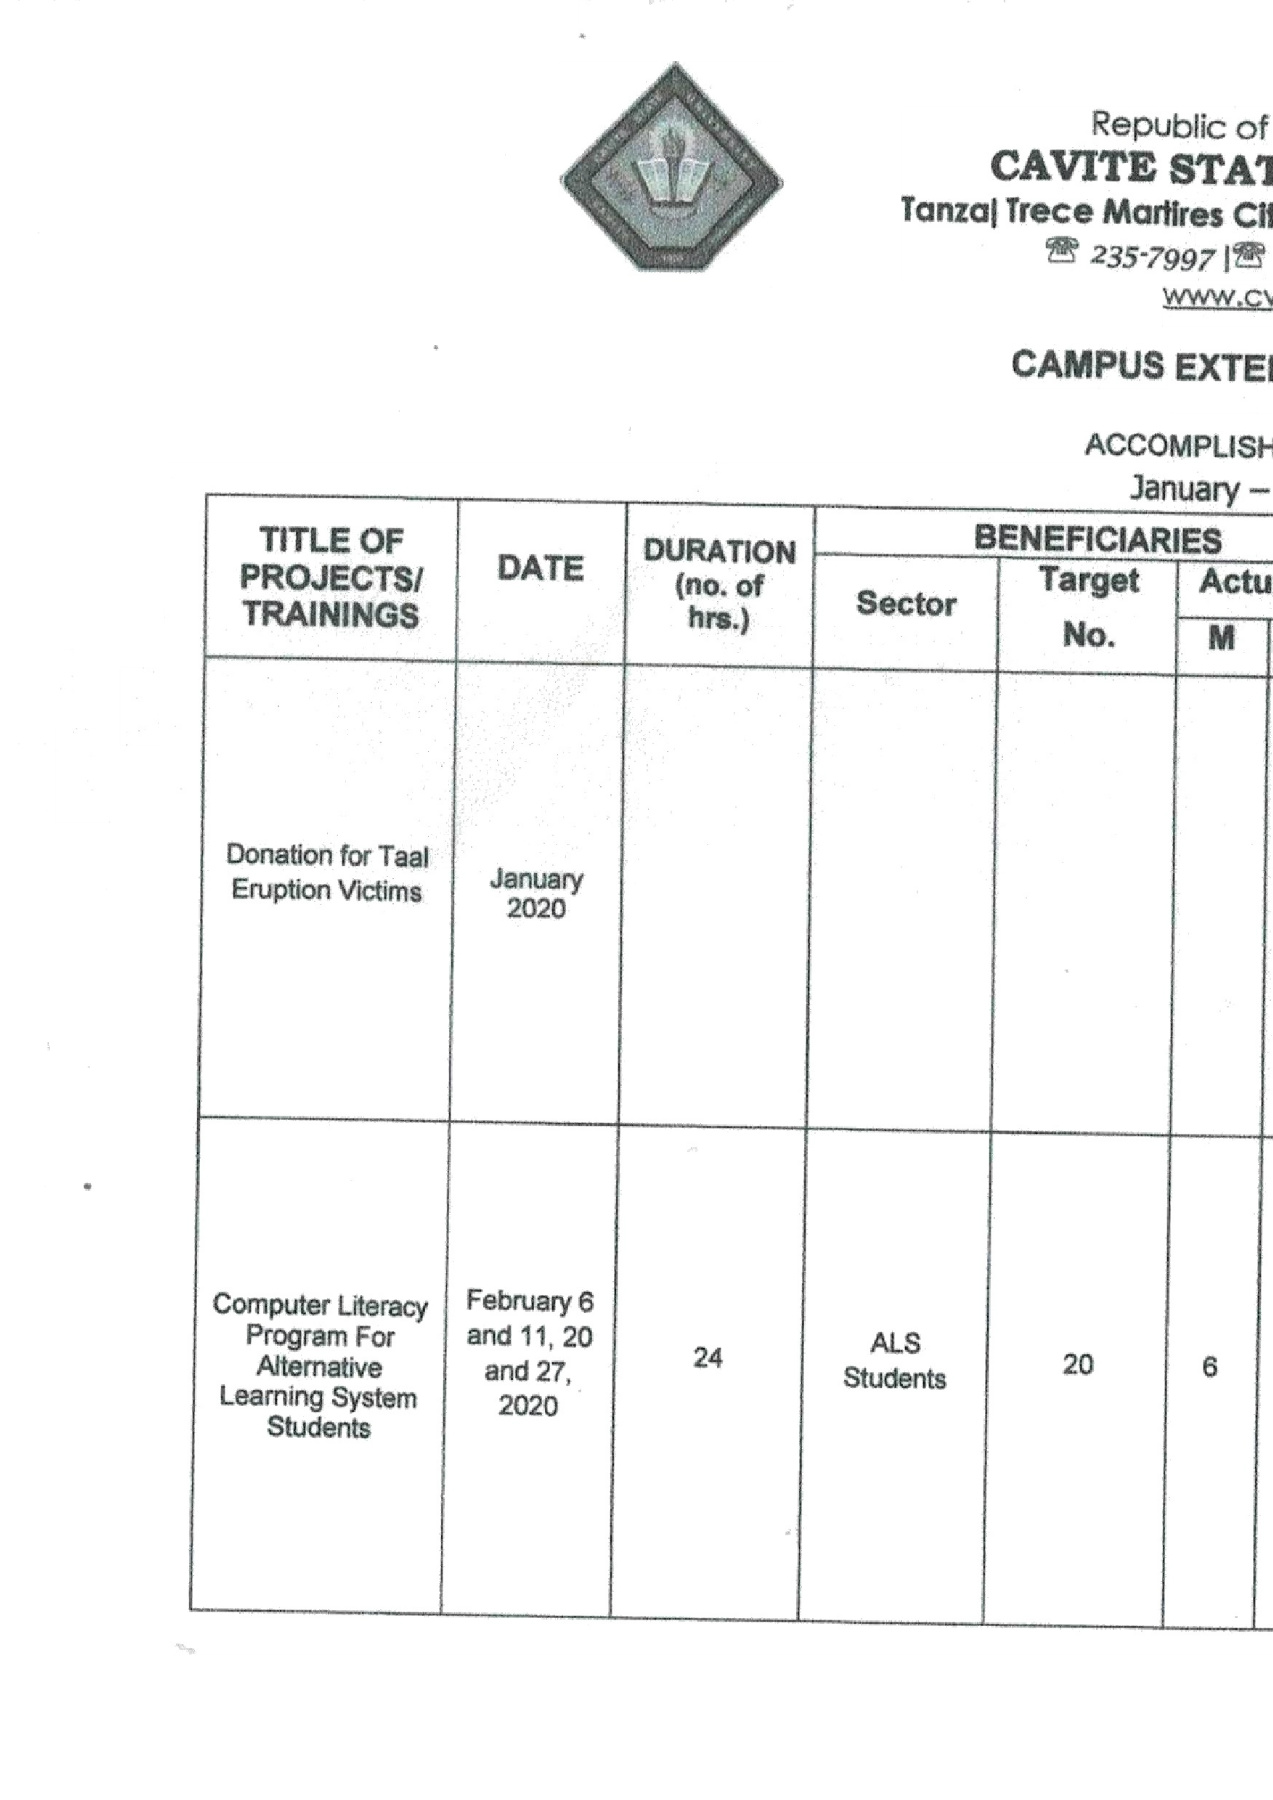 Republic of
CAVITE STAT
Tanza| Trece Martires Cit
☎ 235-7997 |☎
www.cv
CAMPUS EXTE
ACCOMPLISH
January –
TITLE OF
PROJECTS/
TRAININGS
DATE
DURATION
(no. of
hrs.)
BENEFICIARIES
Sector
Target
No.
Actu
M
Donation for Taal
Eruption Victims
January
2020
Computer Literacy
Program For
Alternative
Learning System
Students
February 6
and 11, 20
and 27,
2020
24
ALS
Students
20
6